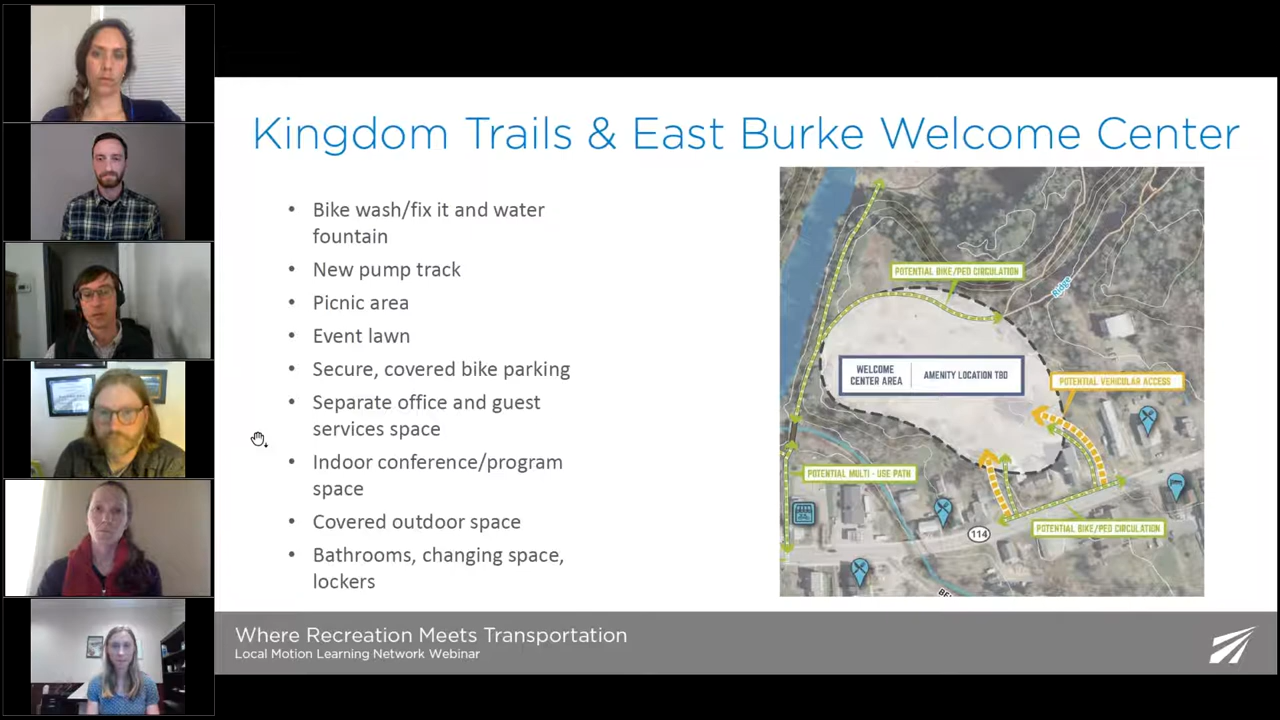 Kingdom Trails & East Burke Welcome Center
• Bike wash/fix it and water
fountain
• New pump track
• Picnic area
• Event lawn
• Secure, covered bike parking
• Separate office and guest
services space
• Indoor conference/program
space
• Covered outdoor space
• Bathrooms, changing space,
lockers
POTENTIAL BIKE/PED CIRCULATION
Ridge
WELCOME
CENTER AREA
AMENITY LOCATION TBD
POTENTIAL VEHICULAR ACCESS
POTENTIAL MULTI - USE PATH
POTENTIAL BIKE/PED CIRCULATION
114
Where Recreation Meets Transportation
Local Motion Learning Network Webinar